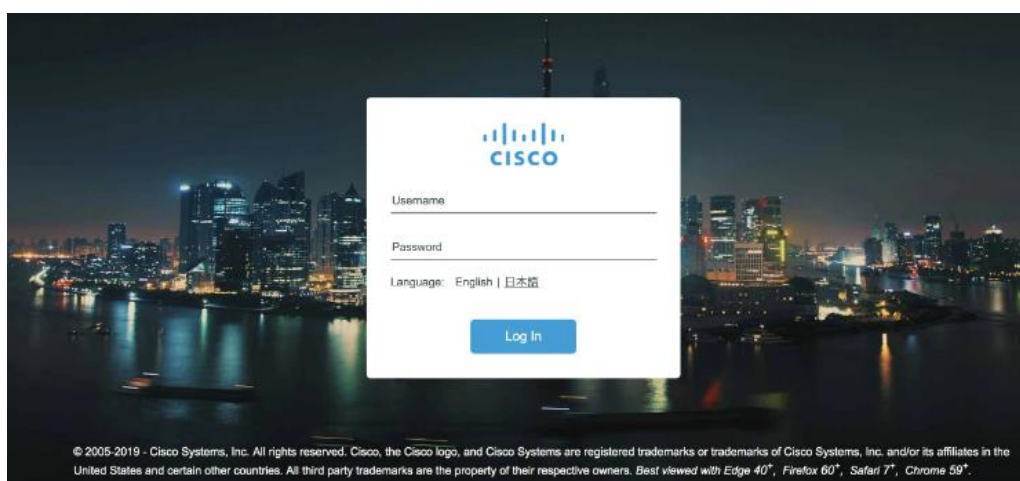 CISCO
Username
Password
Language: English | 日本語
Log In
© 2005-2019 - Cisco Systems, Inc. All rights reserved. Cisco, the Cisco logo, and Cisco Systems are registered trademarks or trademarks of Cisco Systems, Inc. and/or its affiliates in the
United States and certain other countries. All third party trademarks are the property of their respective owners. Best viewed with Edge 40+, Firefox 60+, Safari 7+, Chrome 59+.